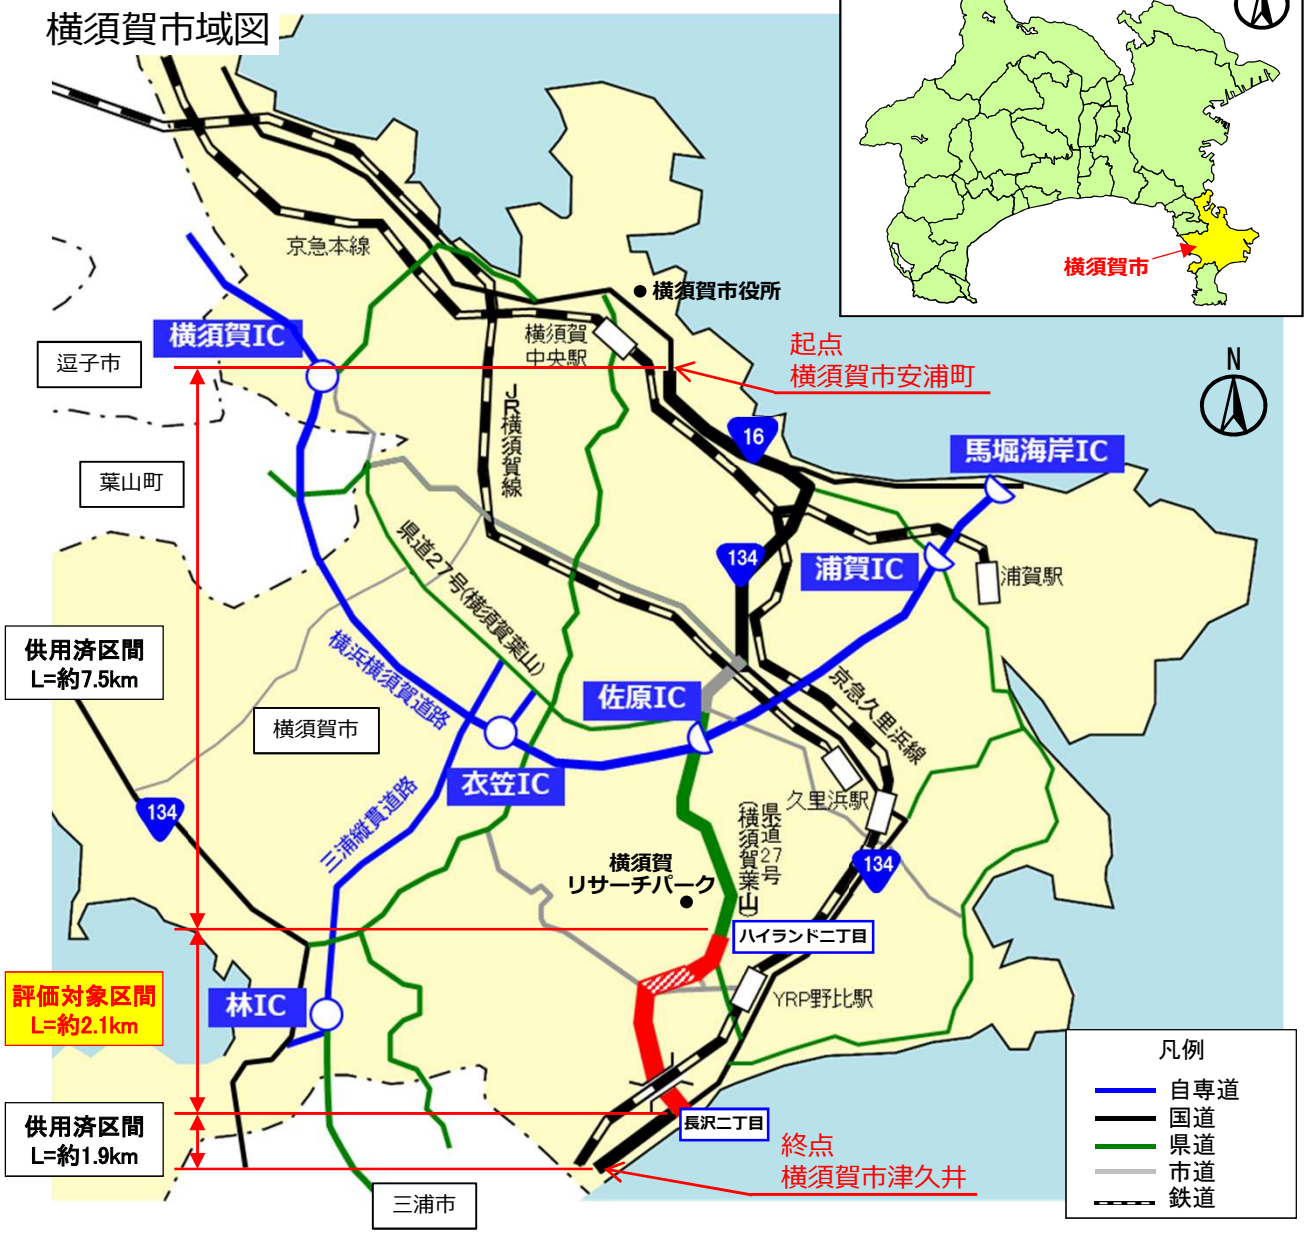 横須賀市域図
横須賀市
京急本線
横須賀市役所
横須賀IC
横須賀
中央駅
起点
横須賀市安浦町
逗子市
N
JR横須賀線
16
馬堀海岸IC
葉山町
県道27号(横須賀葉山)
134
浦賀IC
浦賀駅
供用済区間
L=約7.5km
横浜横須賀道路
佐原IC
京急久里浜線
横須賀市
衣笠IC
久里浜駅
134
三浦縦貫道路
県道27号
(横須賀葉山)
横須賀
リサーチパーク
134
ハイランド二丁目
評価対象区間
L=約2.1km
林IC
YRP野比駅
供用済区間
L=約1.9km
長沢二丁目
終点
横須賀市津久井
三浦市
凡例
自専道
国道
県道
市道
鉄道